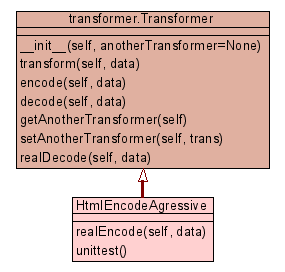 transformer.Transformer
__init__(self, anotherTransformer=None)
transform(self, data)
encode(self, data)
decode(self, data)
getAnotherTransformer(self)
setAnotherTransformer(self, trans)
realDecode(self, data)
HtmlEncodeAgressive
realEncode(self, data)
unittest()